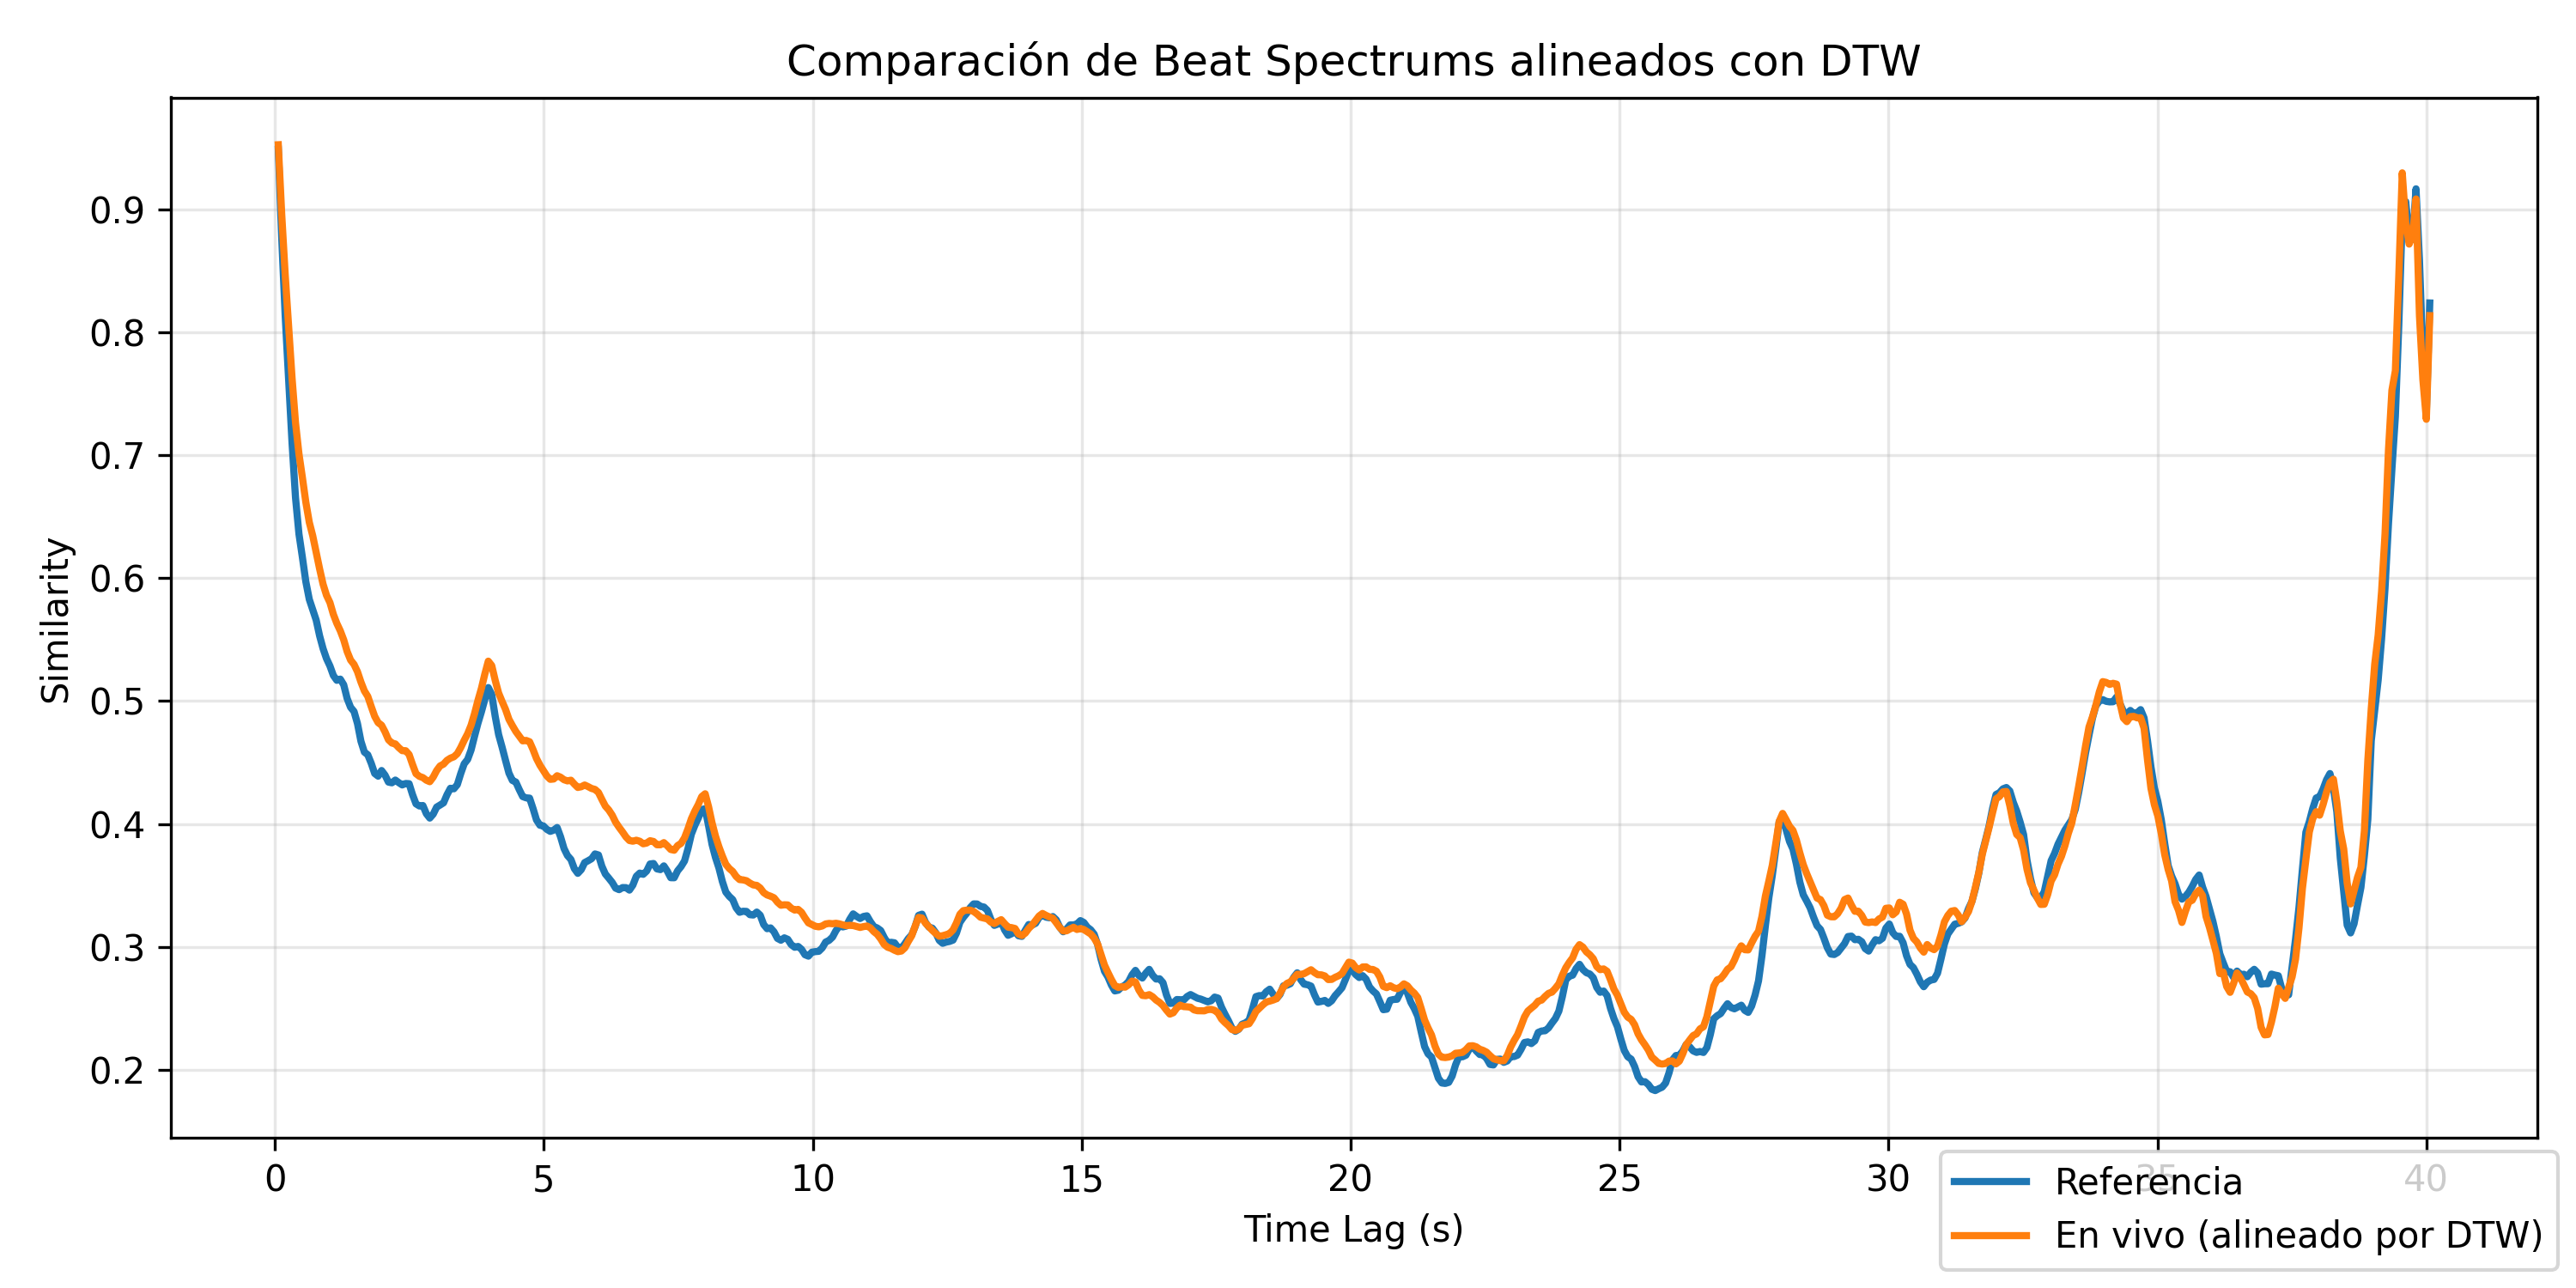 Comparación de Beat Spectrums alineados con DTW
Similarity
0.9
0.8
0.7
0.6
0.5
0.4
0.3
0.2
0 5 10 15 20 25 30 35 40
Time Lag (s)
Referencia
En vivo (alineado por DTW)